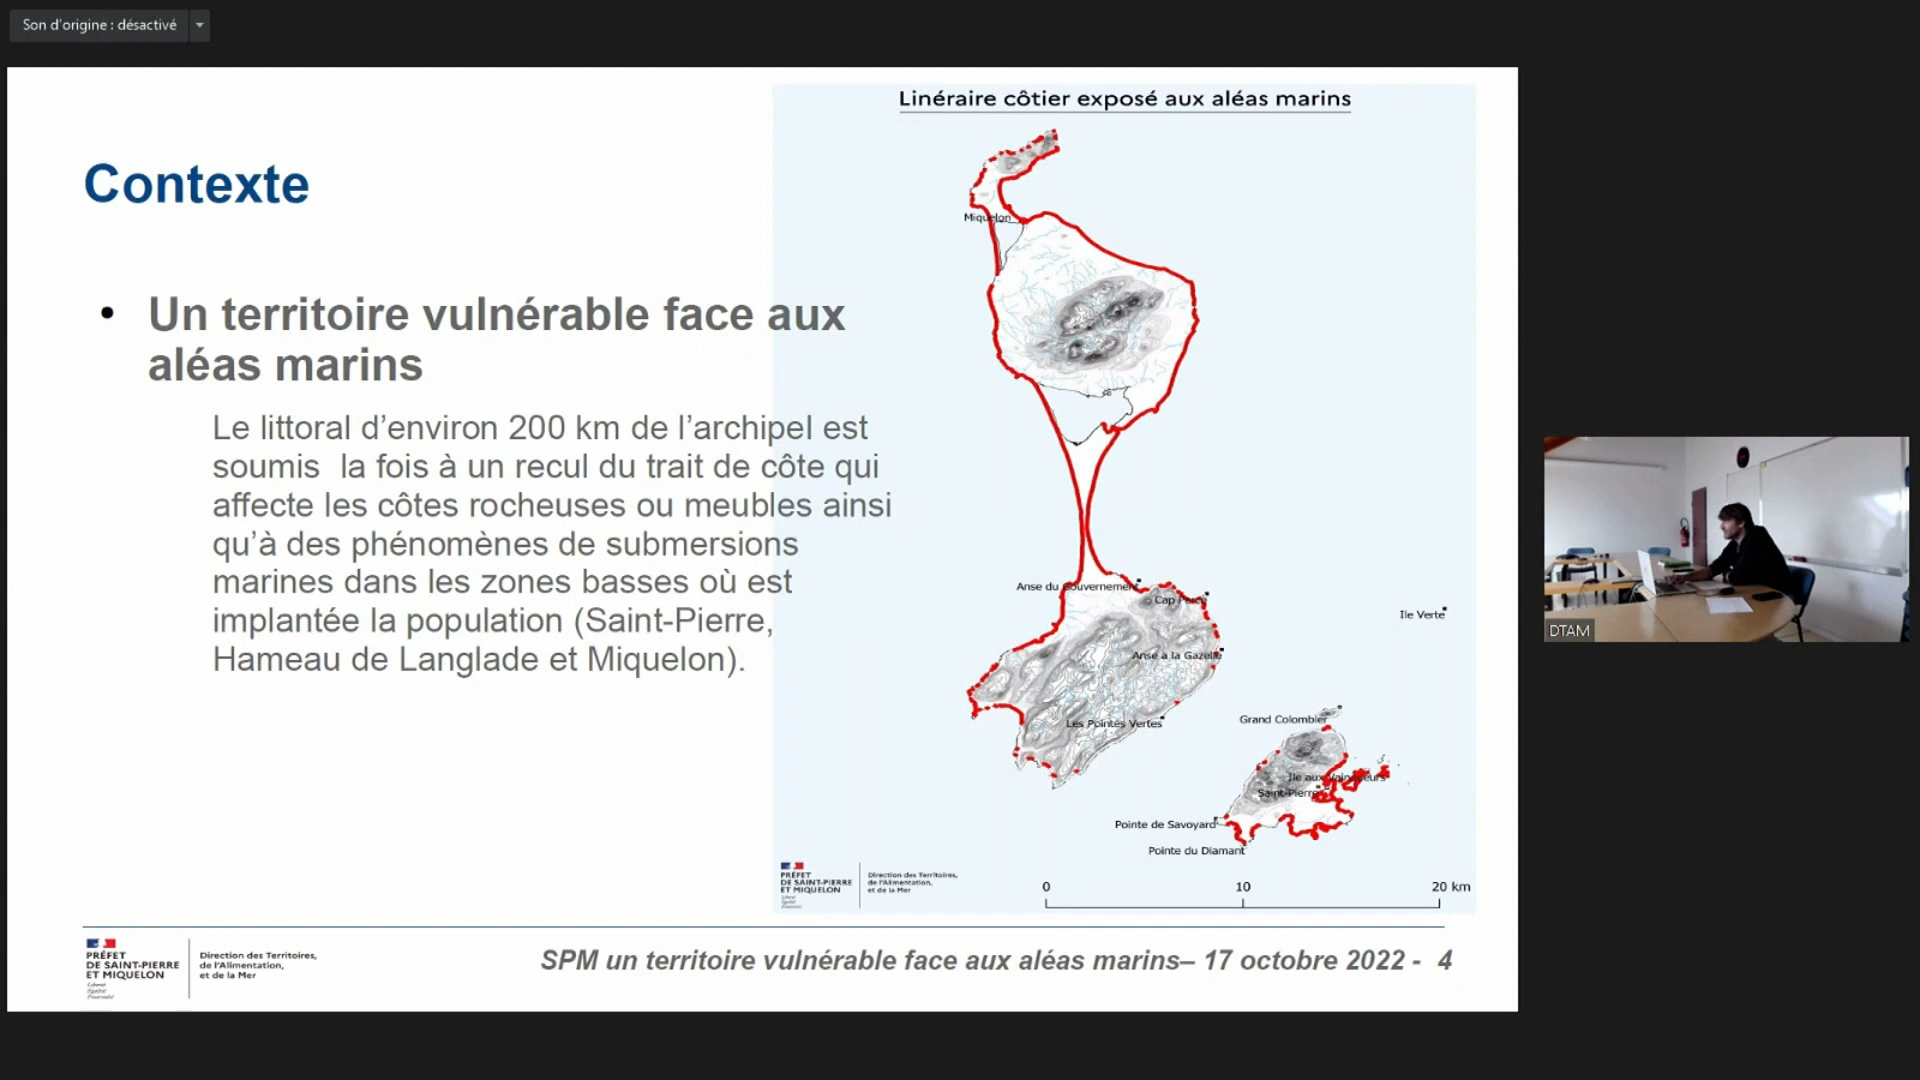 Son d'origine : désactivé
Contexte
• Un territoire vulnérable face aux
aléas marins
Le littoral d'environ 200 km de l'archipel est
soumis  la fois à un recul du trait de côte qui
affecte les côtes rocheuses ou meubles ainsi
qu'à des phénomènes de submersions
marines dans les zones basses où est
implantée la population (Saint-Pierre,
Hameau de Langlade et Miquelon).
Linéraire côtier exposé aux aléas marins
Miquelon
Anse du Gouvernement
Cap Percé
Ile Verte
Anse à la Gazelle
Les Pointes Vertes
Grand Colombier
Ile aux Vainqueurs
Saint-Pierre
Pointe de Savoyard
Pointe du Diamant
PRÉFET
DE SAINT-PIERRE
ET MIQUELON
Direction des Territoires,
de l'Alimentation,
et de la Mer
0 10 20 km
PRÉFET
DE SAINT-PIERRE
ET MIQUELON
Liberté
Égalité
Fraternité
Direction des Territoires,
de l'Alimentation,
et de la Mer
SPM un territoire vulnérable face aux aléas marins– 17 octobre 2022 - 4
DTAM